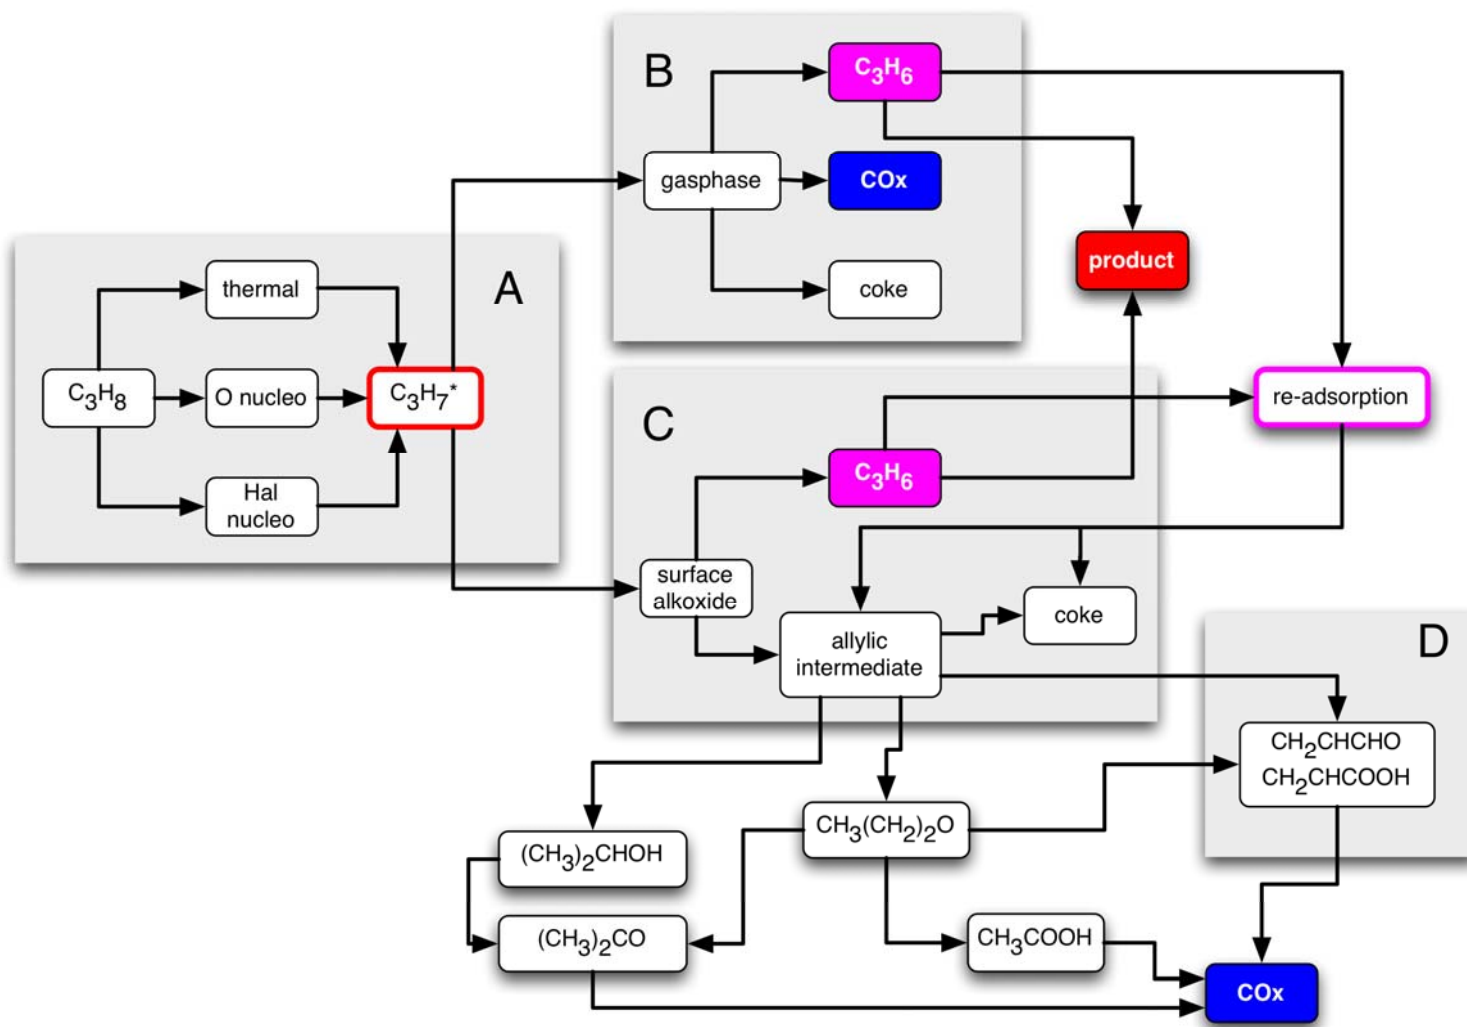 B
C₃H₆
gasphase
COx
coke
product
A
thermal
C₃H₈
O nucleo
C₃H₇*
Hal
nucleo
re-adsorption
C
C₃H₆
surface
alkoxide
allylic
intermediate
coke
D
CH₂CHCHO
CH₂CHCOOH
CH₃(CH₂)₂O
(CH₃)₂CHOH
(CH₃)₂CO
CH₃COOH
COx